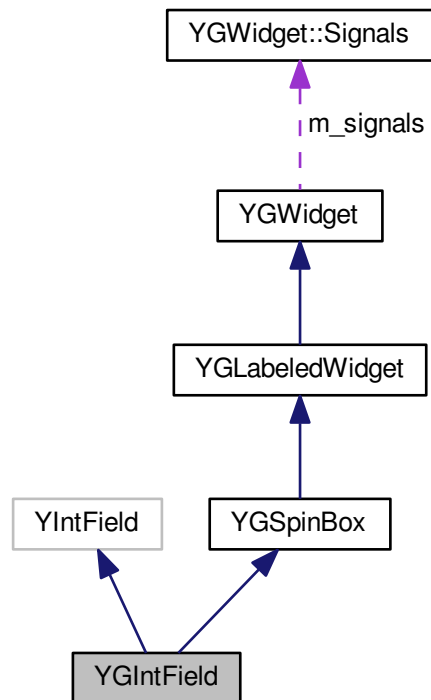 YGWidget::Signals
m_signals
YGWidget
YGLabeledWidget
YIntField
YGSpinBox
YGIntField